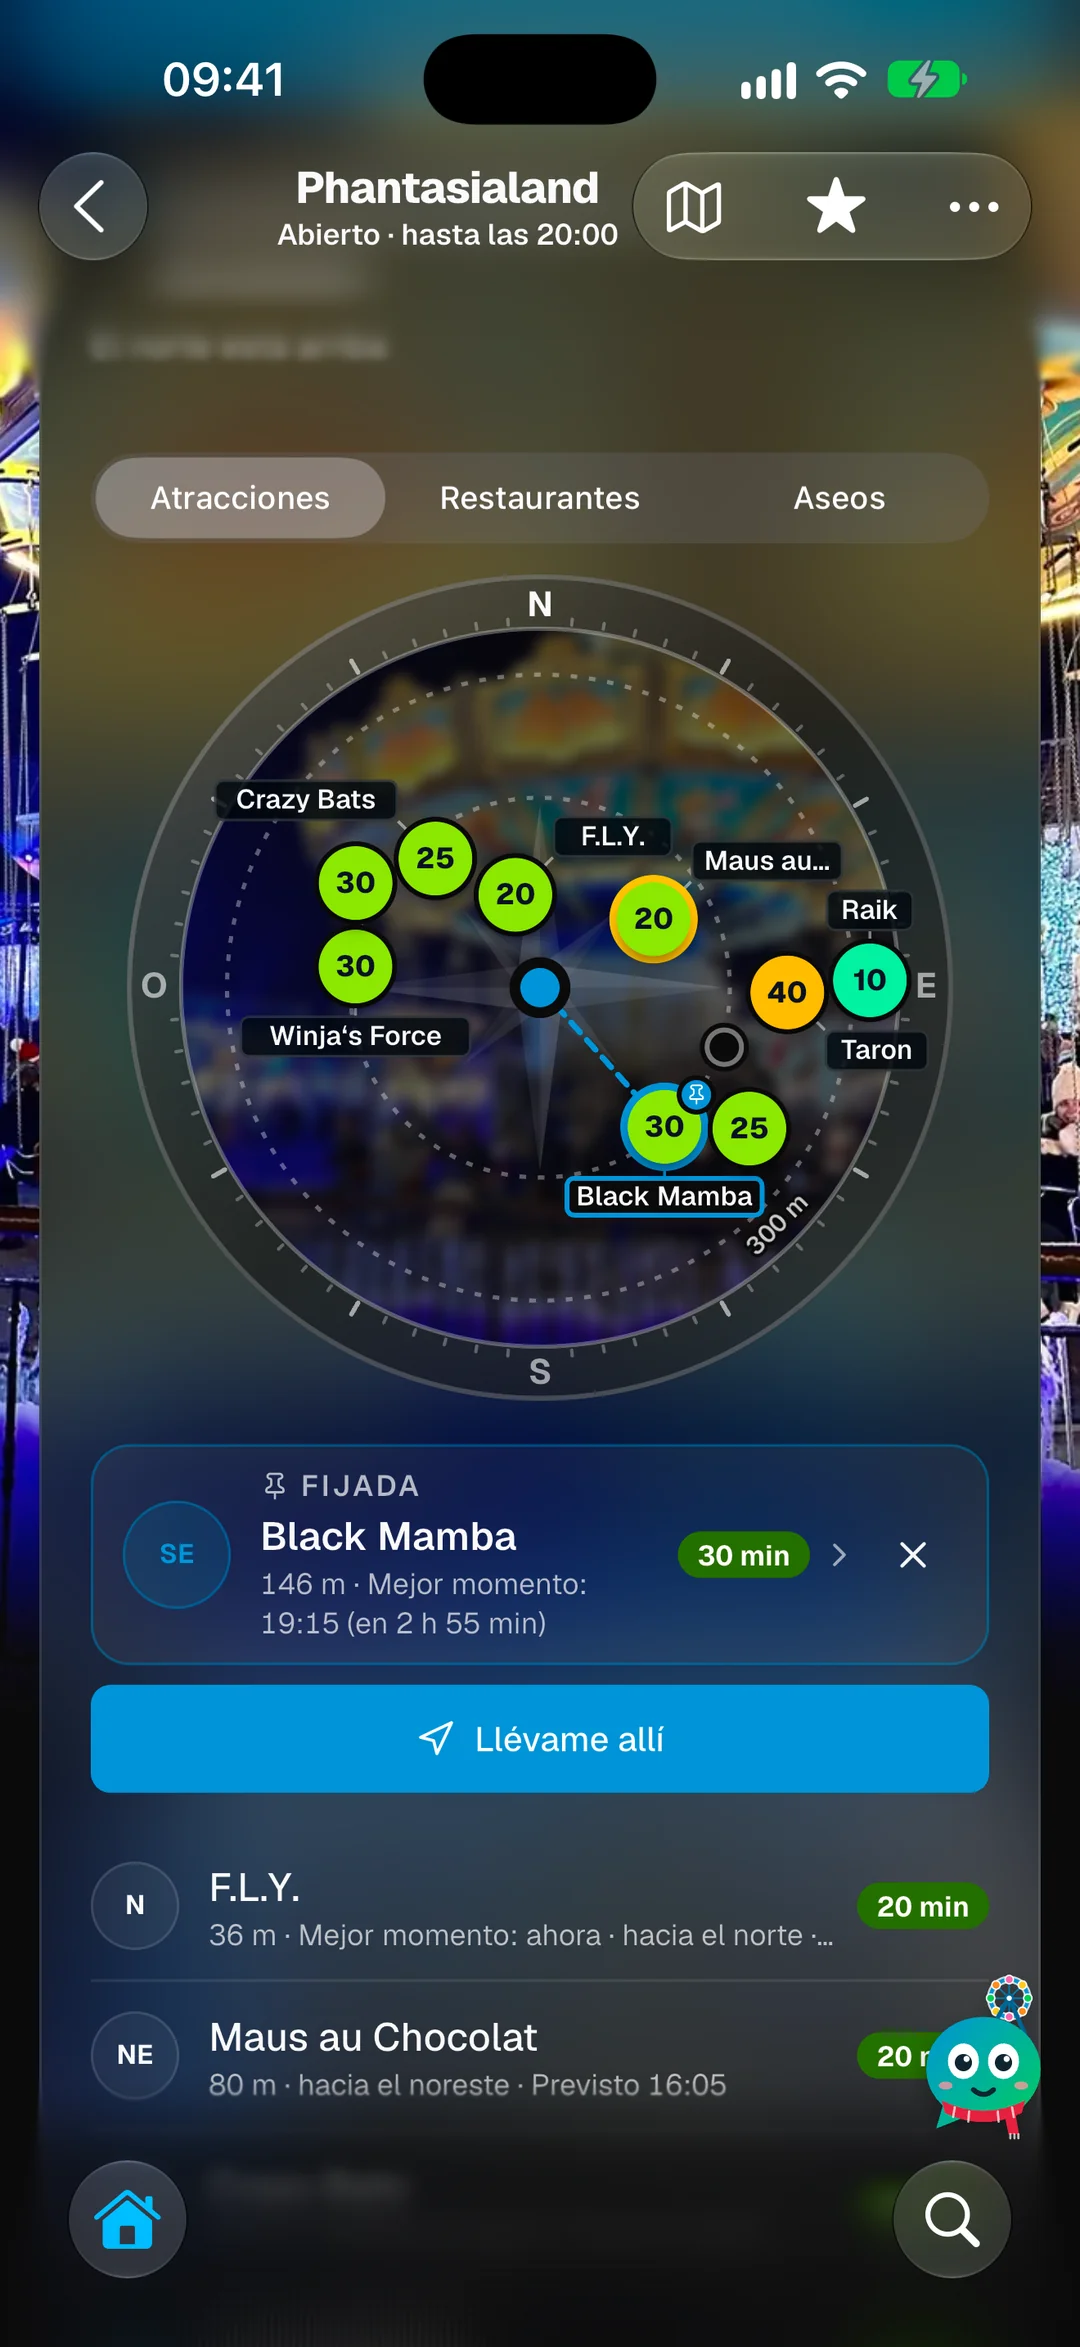 09:41
Phantasialand
Abierto · hasta las 20:00
Atracciones
Restaurantes
Aseos
N
Crazy Bats
F.L.Y.
25
Maus au...
30
20
20
Raik
30
O
40
10
E
Winja‘s Force
Taron
30
25
Black Mamba
300 m
S
FIJADA
SE
Black Mamba
30 min
146 m · Mejor momento:
19:15 (en 2 h 55 min)
Llévame allí
N
F.L.Y.
20 min
36 m · Mejor momento: ahora · hacia el norte ·...
NE
Maus au Chocolat
20
80 m · hacia el noreste · Previsto 16:05